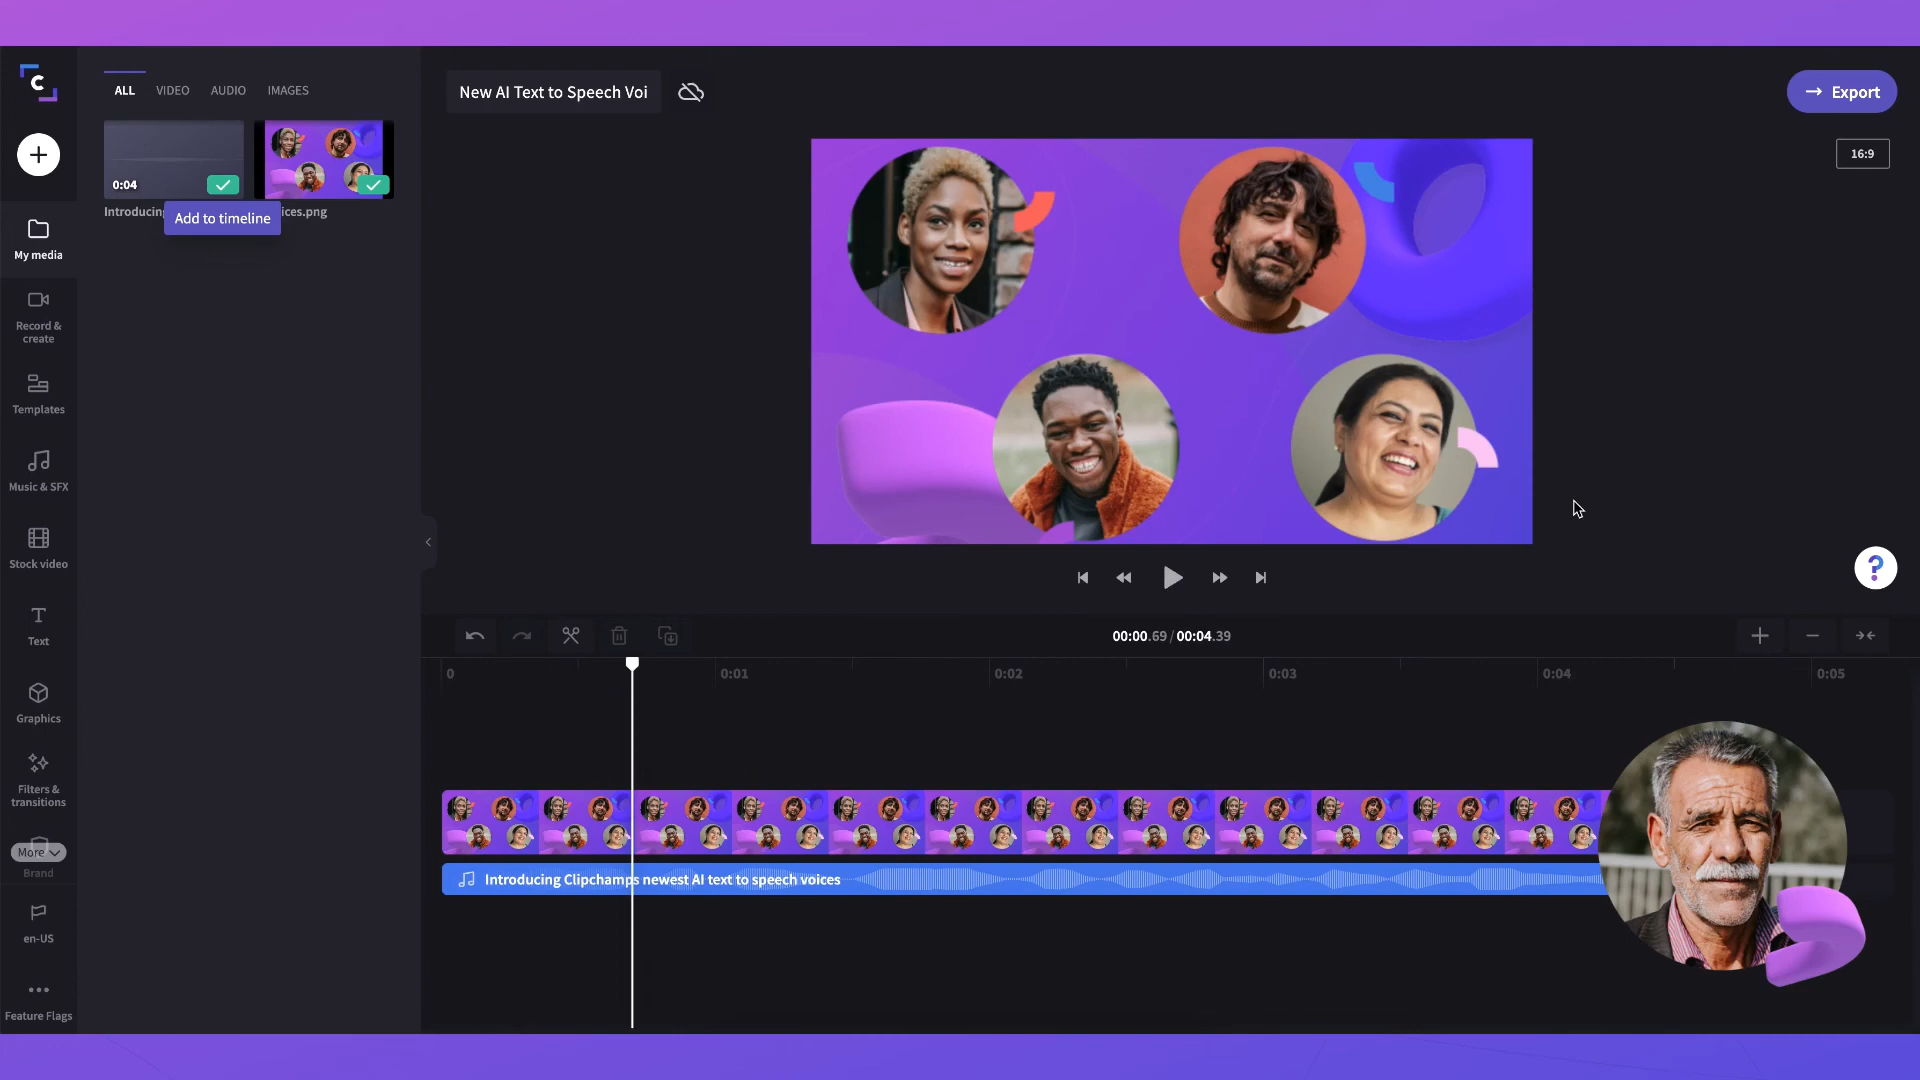 C
ALL VIDEO AUDIO IMAGES
New AI Text to Speech Voi
Export
16:9
0:04
Introducing
ices.png
Add to timeline
My media
Record &
create
Templates
Music & SFX
Stock video
Text
Graphics
Filters &
transitions
More
Brand
en-US
Feature Flags
?
00:00.69 / 00:04.39
0 0:01 0:02 0:03 0:04 0:05
Introducing Clipchamps newest AI text to speech voices